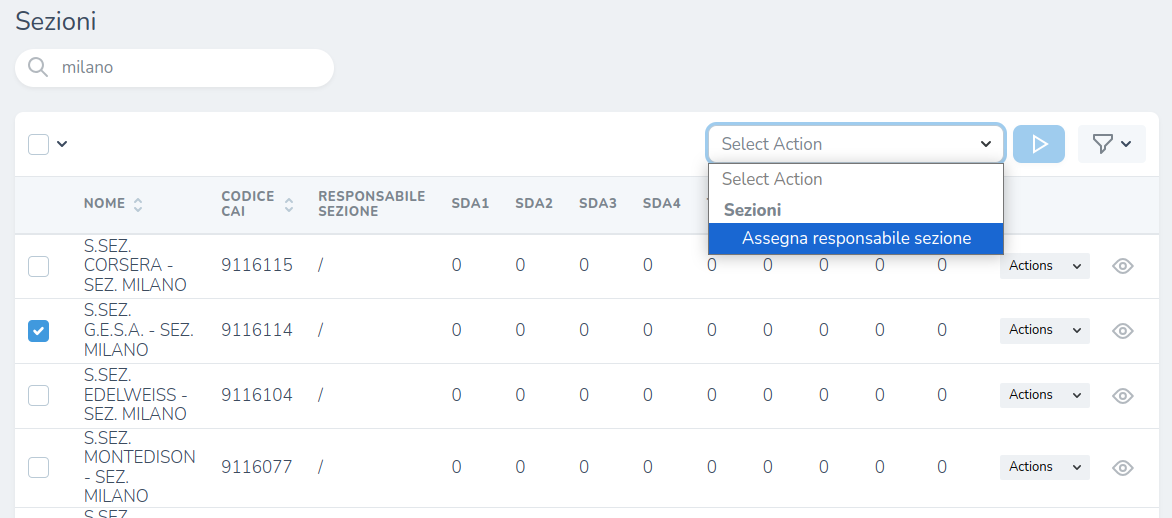 Sezioni
milano
Select Action
Select Action
Sezioni
Assegna responsabile sezione
NOME
CODICE
CAI
RESPONSABILE
SEZIONE
SDA1
SDA2
SDA3
SDA4
S.SEZ.
CORSERA -
SEZ. MILANO
9116115 / 0 0 0 0 0 0 0 0 0 Actions
S.SEZ.
G.E.S.A. - SEZ.
MILANO
9116114 / 0 0 0 0 0 0 0 0 0 Actions
S.SEZ.
EDELWEISS -
SEZ. MILANO
9116104 / 0 0 0 0 0 0 0 0 0 Actions
S.SEZ.
MONTEDISON
- SEZ.
MILANO
9116077 / 0 0 0 0 0 0 0 0 0 Actions
S.SEZ.